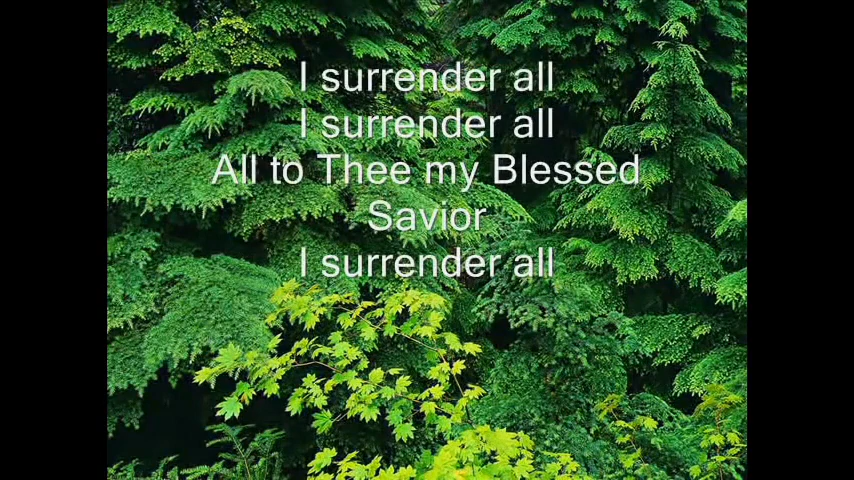 I surrender all
I surrender all
All to Thee my Blessed
Savior
I surrender all